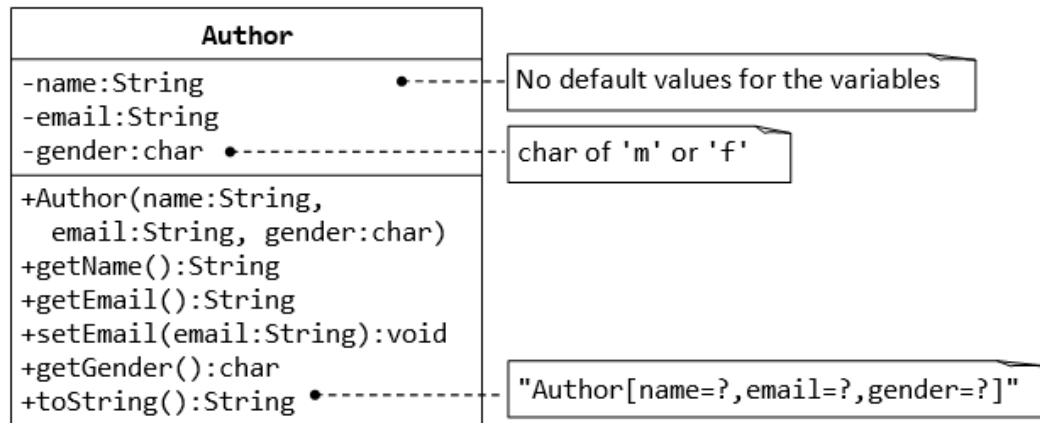 Author
-name:String
No default values for the variables
-email:String
-gender:char
char of 'm' or 'f'
+Author(name:String,
email:String, gender:char)
+getName():String
+getEmail():String
+setEmail(email:String):void
+getGender():char
+toString():String
"Author[name=?,email=?,gender=?]"